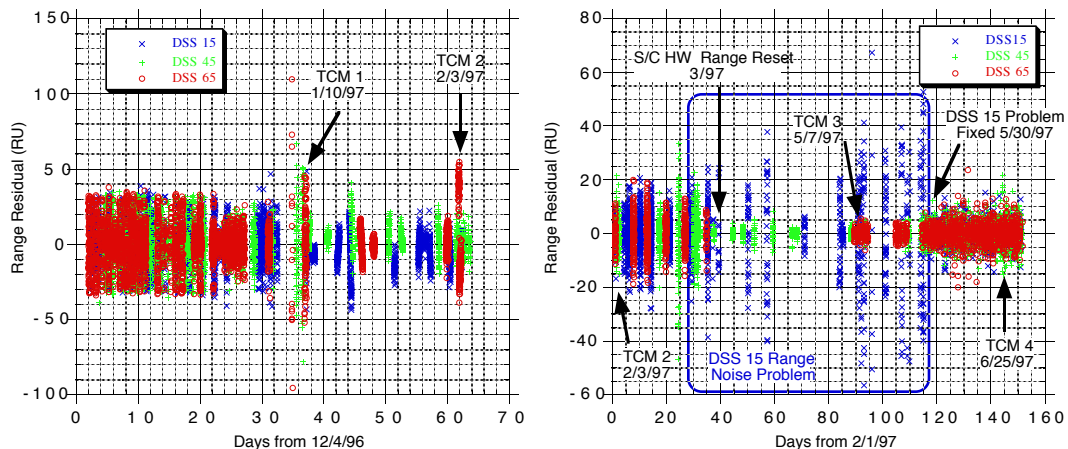 150
100
50
0
-50
-100
Range Residual (RU)
DSS 15
DSS 45
DSS 65
TCM 1
1/10/97
TCM 2
2/3/97
0 10 20 30 40 50 60 70
Days from 12/4/96
80
60
40
20
0
-20
-40
-60
Range Residual (RU)
S/C HW Range Reset
3/97
DSS15
DSS 45
DSS 65
TCM 3
5/7/97
DSS 15 Problem
Fixed 5/30/97
TCM 2
2/3/97
DSS 15 Range
Noise Problem
TCM 4
6/25/97
0 20 40 60 80 100 120 140 160
Days from 2/1/97